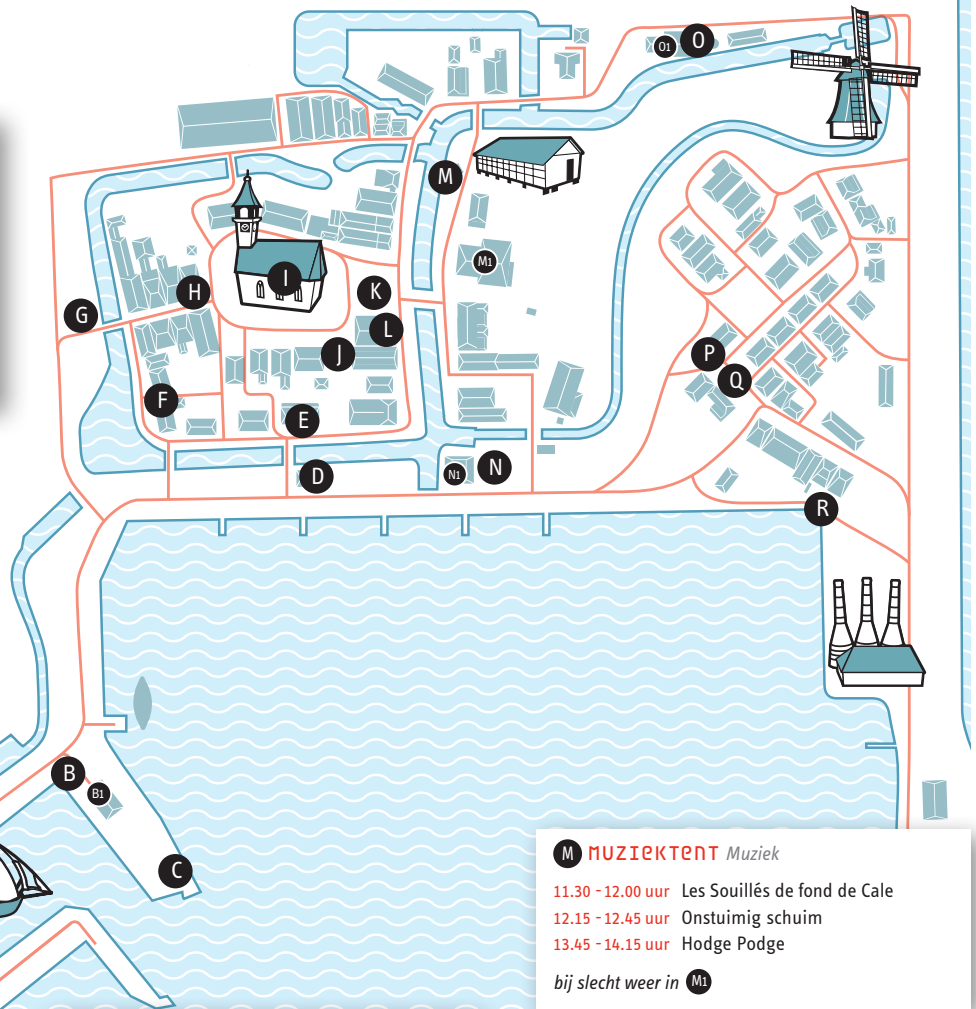 O1 O
M
M1
I
H
K
G
L
J
P
Q
F
E
D
N1 N
R
B
B1
C
M MUZIEKTENT Muziek
11.30 - 12.00 uur Les Souillés de fond de Cale
12.15 - 12.45 uur Onstuimig schuim
13.45 - 14.15 uur Hodge Podge
bij slecht weer in M1